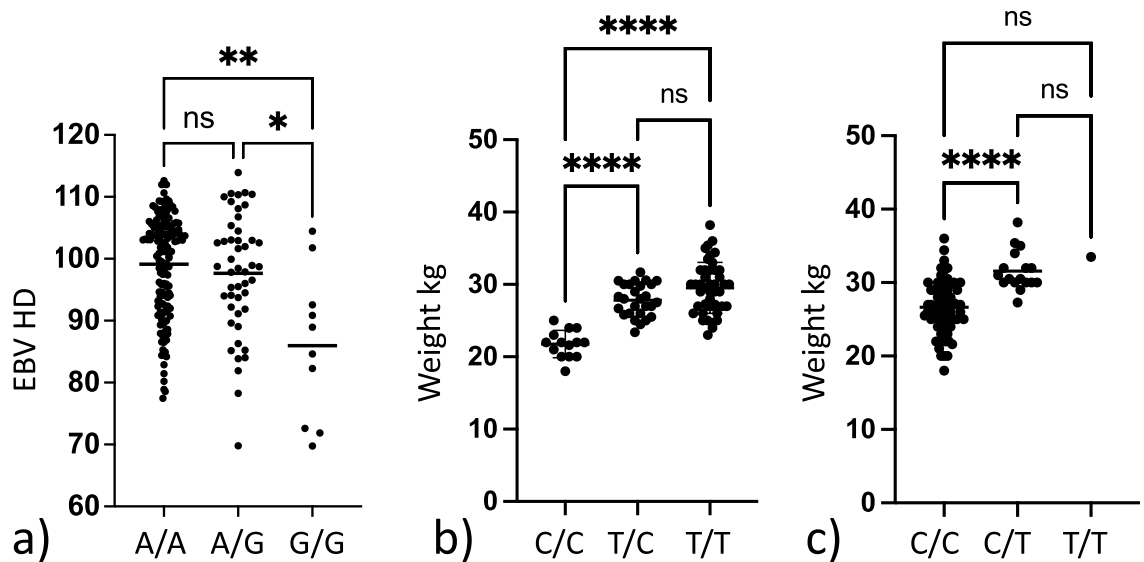 **
ns
*
EBV HD
120
110
100
90
80
70
60
A/A A/G G/G
a)
****
ns
****
Weight kg
50
40
30
20
10
0
C/C T/C T/T
b)
ns
ns
****
Weight kg
50
40
30
20
10
0
C/C C/T T/T
c)